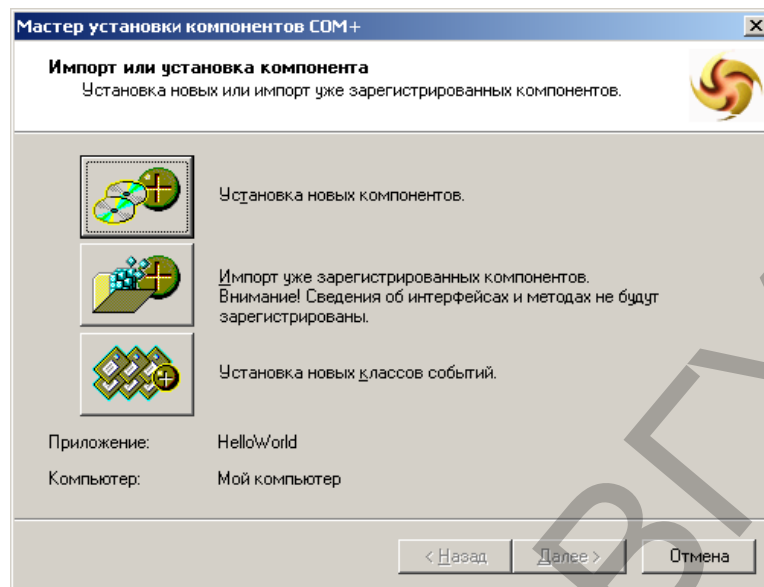 Мастер установки компонентов COM+
Импорт или установка компонента
Установка новых или импорт уже зарегистрированных компонентов.
Установка новых компонентов.
Импорт уже зарегистрированных компонентов.
Внимание! Сведения об интерфейсах и методах не будут
зарегистрированы.
Установка новых классов событий.
Приложение: HelloWorld
Компьютер: Мой компьютер
< Назад Далее > Отмена